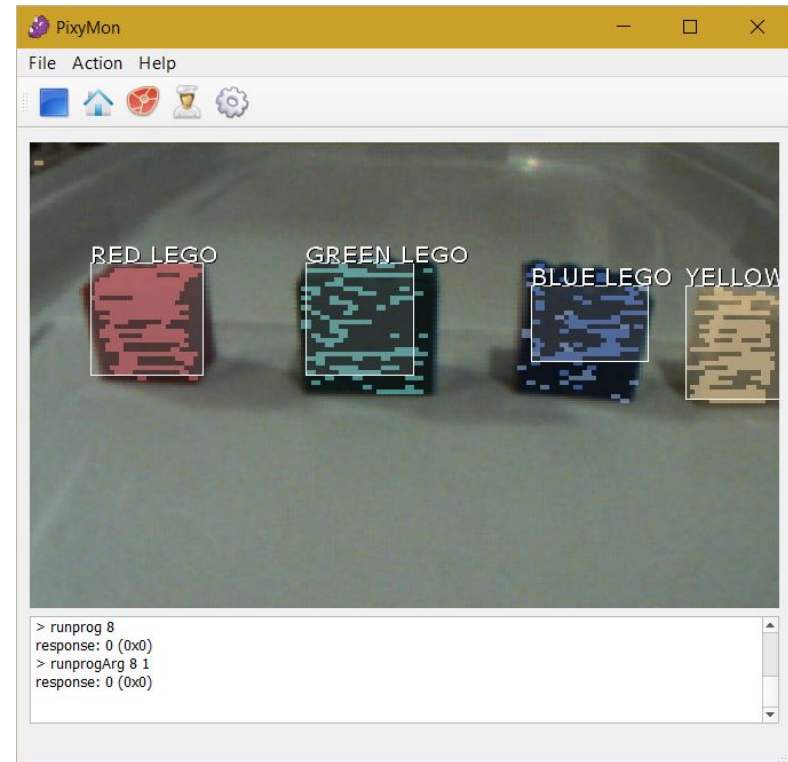 PixyMon
File Action Help
RED LEGO
GREEN LEGO
BLUE LEGO
YELLOW
> runprog 8
response: 0 (0x0)
> runprogArg 8 1
response: 0 (0x0)